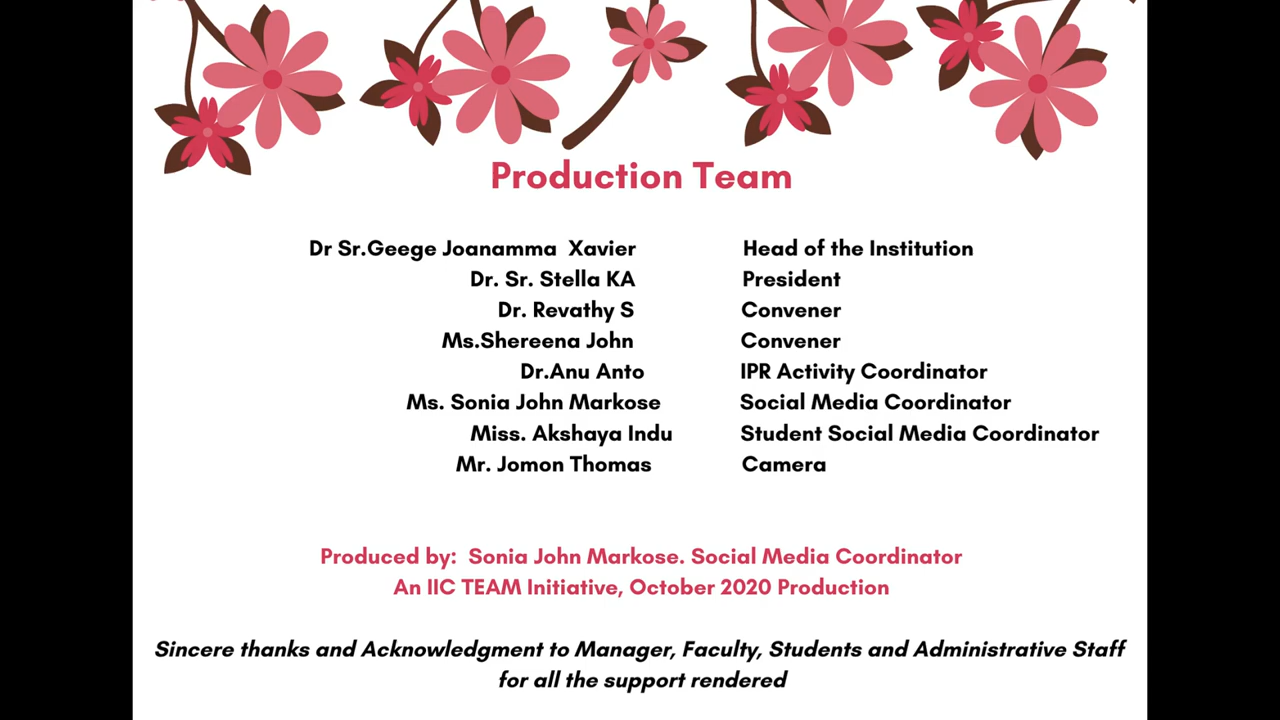 Production Team
Dr Sr.Geege Joanamma Xavier Head of the Institution
Dr. Sr. Stella KA President
Dr. Revathy S Convener
Ms.Shereena John Convener
Dr.Anu Anto IPR Activity Coordinator
Ms. Sonia John Markose Social Media Coordinator
Miss. Akshaya Indu Student Social Media Coordinator
Mr. Jomon Thomas Camera
Produced by: Sonia John Markose. Social Media Coordinator
An IIC TEAM Initiative, October 2020 Production
Sincere thanks and Acknowledgment to Manager, Faculty, Students and Administrative Staff
for all the support rendered